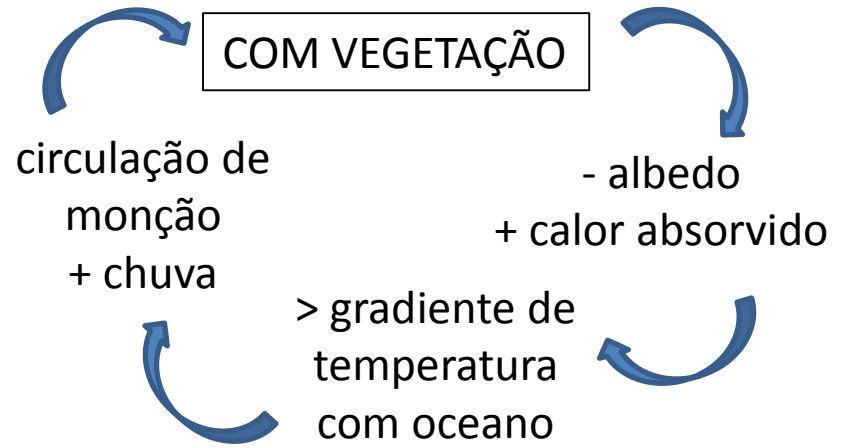 COM VEGETAÇÃO
- albedo
+ calor absorvido
> gradiente de
temperatura
com oceano
circulação de
monção
+ chuva